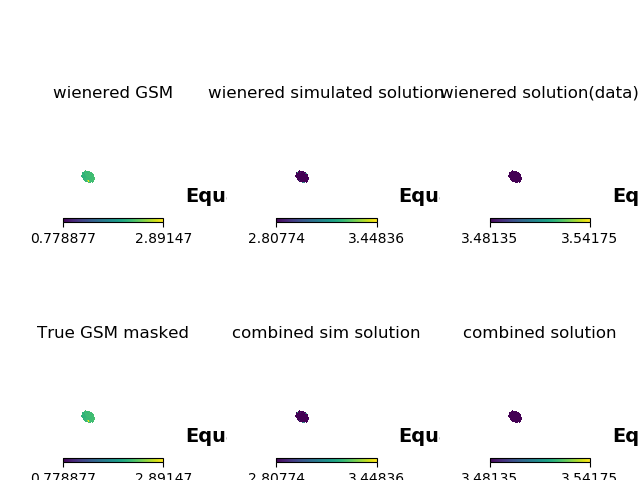 wienered GSM wienered simulated solution wienered solution(data)
Equ Equ Eq
0.778877 2.89147 2.80774 3.44836 3.48135 3.54175
True GSM masked combined sim solution combined solution
Equ Equ Eq
0.778877 2.89147 2.80774 3.44836 3.48135 3.54175